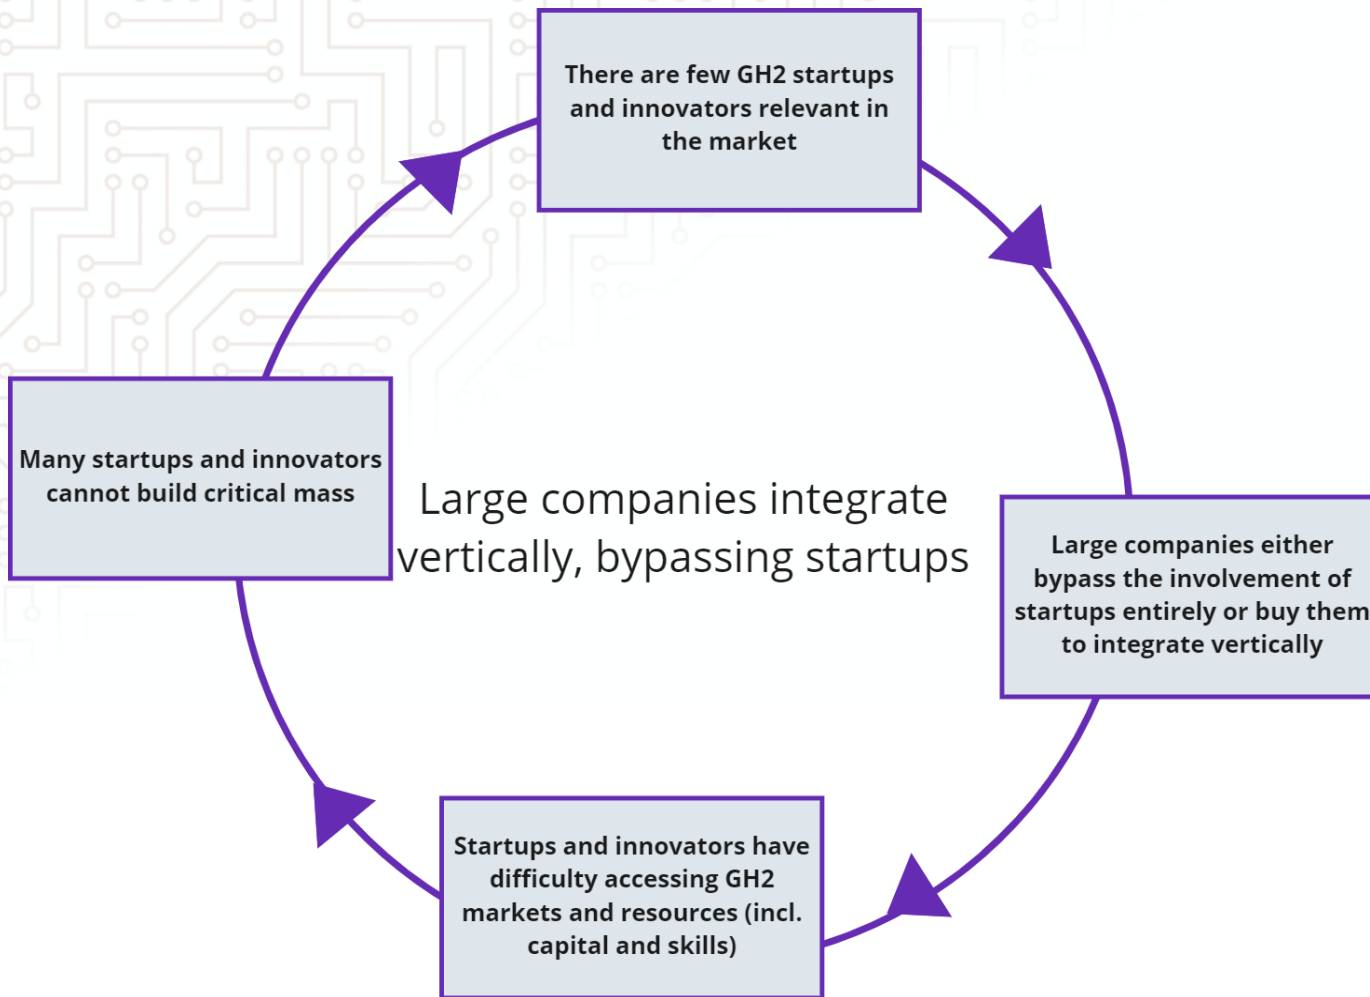 There are few GH2 startups
and innovators relevant in
the market
Many startups and innovators
cannot build critical mass
Large companies integrate
vertically, bypassing startups
Large companies either
bypass the involvement of
startups entirely or buy them
to integrate vertically
Startups and innovators have
difficulty accessing GH2
markets and resources (incl.
capital and skills)